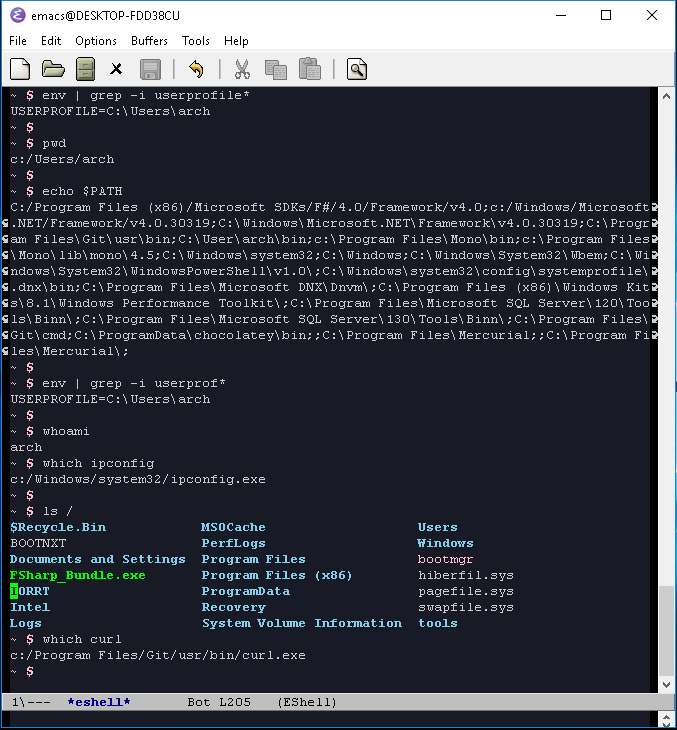 emacs@DESKTOP-FDD38CU
File Edit Options Buffers Tools Help
~ $ env | grep -i userprofile*
USERPROFILE=C:\Users\arch
~ $
~ $ pwd
c:/Users/arch
~ $
~ $ echo $PATH
C:/Program Files (x86)/Microsoft SDKs/F#/4.0/Framework/v4.0;c:/Windows/Microsoft
.NET/Framework/v4.0.30319;C:\Windows\Microsoft.NET\Framework\v4.0.30319;C:\Progr
am Files\Git\usr\bin;C:\User\arch\bin;c:\Program Files\Mono\bin;c:\Program Files
\Mono\lib\mono\4.5;C:\Windows\system32;C:\Windows;C:\Windows\System32\Wbem;C:\Wi
ndows\System32\WindowsPowerShell\v1.0\;C:\Windows\system32\config\systemprofile\
.dnx\bin;C:\Program Files\Microsoft DNX\Dnvm\;C:\Program Files (x86)\Windows Kit
s\8.1\Windows Performance Toolkit\;C:\Program Files\Microsoft SQL Server\120\Too
ls\Binn\;C:\Program Files\Microsoft SQL Server\130\Tools\Binn\;C:\Program Files\
Git\cmd;C:\ProgramData\chocolatey\bin;;C:\Program Files\Mercurial;;C:\Program Fi
les\Mercurial\;
~ $
~ $ env | grep -i userprof*
USERPROFILE=C:\Users\arch
~ $
~ $ whoami
arch
~ $ which ipconfig
c:/Windows/system32/ipconfig.exe
~ $
~ $ ls /
$Recycle.Bin MSOCache Users
BOOTNXT PerfLogs Windows
Documents and Settings Program Files bootmgr
FSharp_Bundle.exe Program Files (x86) hiberfil.sys
IORRT ProgramData pagefile.sys
Intel Recovery swapfile.sys
Logs System Volume Information tools
~ $ which curl
c:/Program Files/Git/usr/bin/curl.exe
~ $
1\--- *eshell* Bot L205 (EShell)